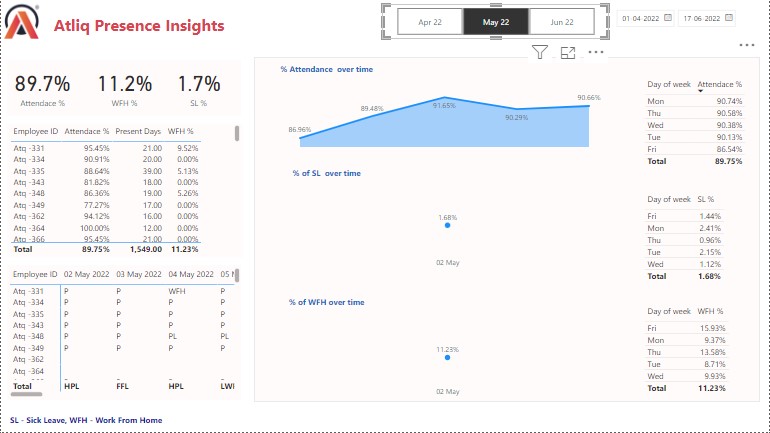 Atliq Presence Insights
Apr 22 May 22 Jun 22
01-04-2022 17-06-2022
89.7% 11.2% 1.7%
Attendace % WFH % SL %
Employee ID Attendace % Present Days WFH %
Atq -331 95.45% 21.00 9.52%
Atq -334 90.91% 20.00 0.00%
Atq -335 88.64% 39.00 5.13%
Atq -343 81.82% 18.00 0.00%
Atq -348 86.36% 19.00 5.26%
Atq -349 77.27% 17.00 0.00%
Atq -362 94.12% 16.00 0.00%
Atq -364 100.00% 12.00 0.00%
Atq -366 95.45% 21.00 0.00%
Total 89.75% 1,549.00 11.23%
Employee ID 02 May 2022 03 May 2022 04 May 2022 05 M
Atq -331 P P WFH P
Atq -334 P P P P
Atq -335 P P P P
Atq -343 P P P P
Atq -348 P P PL PL
Atq -349 P P P P
Atq -362
Atq -364
Total HPL FFL HPL LWI
% Attendance over time
86.96% 89.48% 91.65% 90.29% 90.66%
% of SL over time
1.68%
02 May
% of WFH over time
11.23%
02 May
Day of week Attendace %
Mon 90.74%
Thu 90.58%
Wed 90.38%
Tue 90.13%
Fri 86.54%
Total 89.75%
Day of week SL %
Fri 1.44%
Mon 2.41%
Thu 0.96%
Tue 2.15%
Wed 1.12%
Total 1.68%
Day of week WFH %
Fri 15.93%
Mon 9.37%
Thu 13.58%
Tue 8.71%
Wed 9.93%
Total 11.23%
SL - Sick Leave, WFH - Work From Home